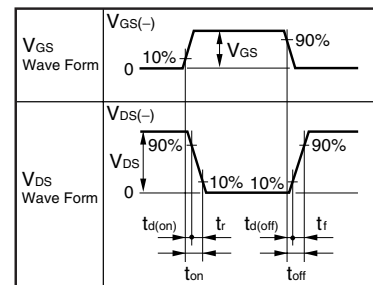 VGS(−)
VGS
Wave Form
10%
VGS
90%
0
VDS(−)
90%
VDS
90%
VDS
Wave Form
10% 10%
0
td(on) tr td(off) tf
ton toff